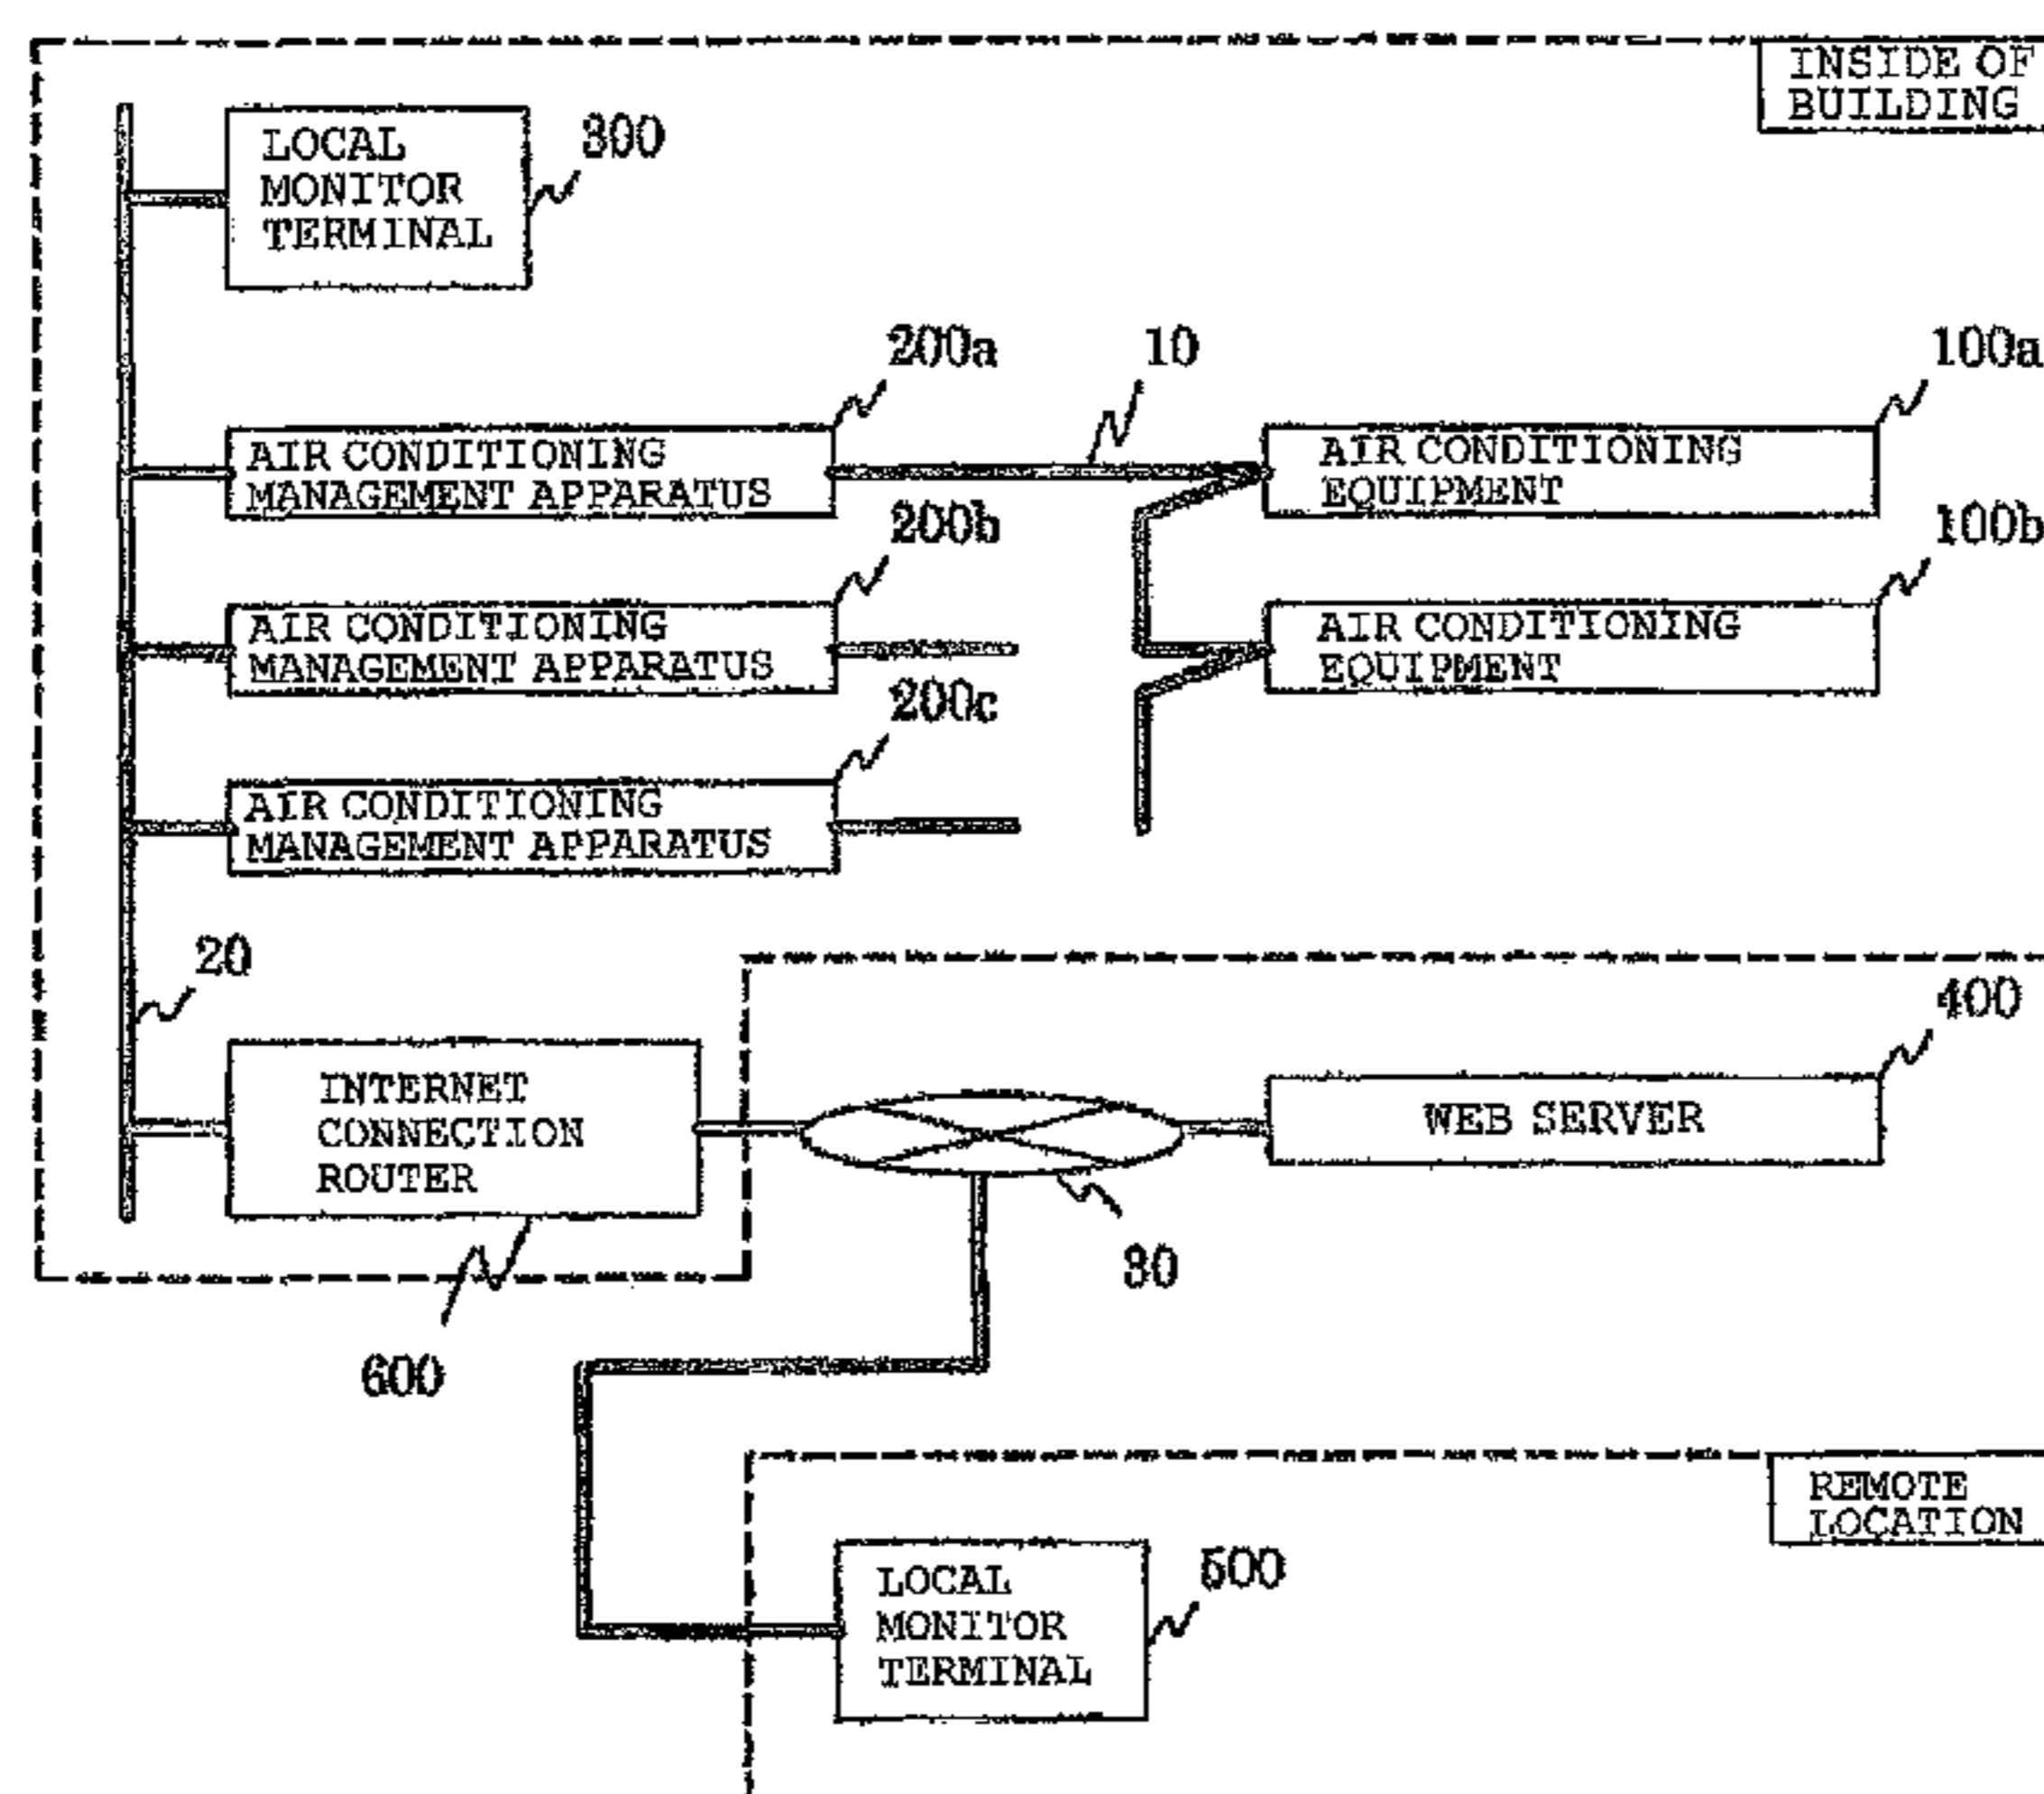 INSIDE OF
BUILDING
LOCAL
MONITOR
TERMINAL
300
200a
10
100a
AIR CONDITIONING
MANAGEMENT APPARATUS
AIR CONDITIONING
EQUIPMENT
200b
100b
AIR CONDITIONING
MANAGEMENT APPARATUS
AIR CONDITIONING
EQUIPMENT
200c
AIR CONDITIONING
MANAGEMENT APPARATUS
20
400
INTERNET
CONNECTION
ROUTER
WEB SERVER
30
600
REMOTE
LOCATION
LOCAL
MONITOR
TERMINAL
500